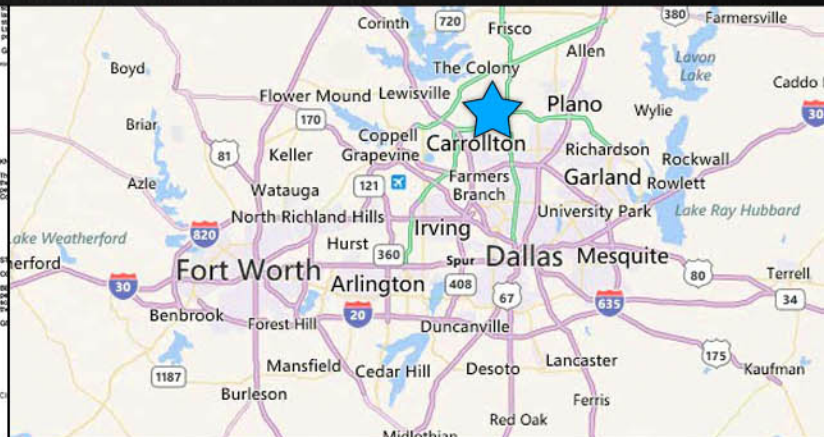 Corinth
720
Frisco
380
Farmersville
Allen
Lavon
Lake
Boyd
The Colony
Caddo
Flower Mound
Lewisville
Plano
Wylie
30
Briar
170
Coppell
Carrollton
81
Keller
Grapevine
Richardson
Rockwall
Azle
Watauga
121
Farmers
Branch
Garland
Rowlett
North Richland Hills
University Park
Lake Ray Hubbard
820
Irving
Lake Weatherford
Hurst
360
Spur
Dallas
Mesquite
herford
Fort Worth
Arlington
408
80
Terrell
30
67
635
34
Benbrook
Forest Hill
20
Duncanville
175
1187
Mansfield
Cedar Hill
Desoto
Lancaster
Kaufman
Burleson
Ferris
Red Oak
Midlothian